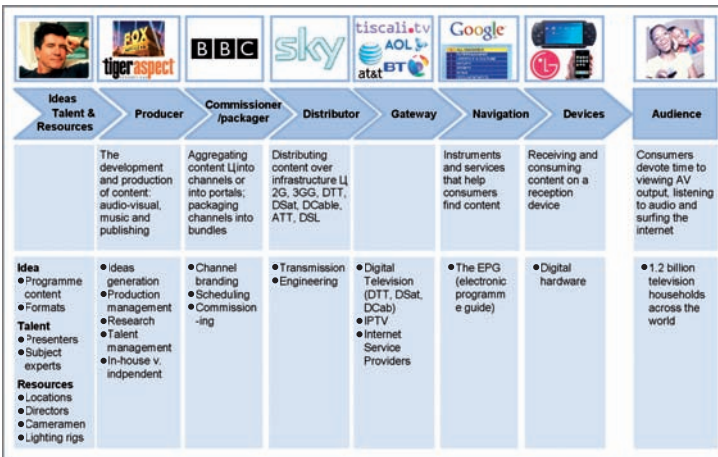 FOX
tigeraspect
BBC
sky
tiscali.tv
AOL
at&t
BT
Google
LG
Ideas
Talent &
Resources
Producer
Commissioner
/packager
Distributor
Gateway
Navigation
Devices
Audience
The
development
and production
of content:
audio-visual,
music and
publishing
Aggregating
content Цinto
channels or
into portals;
packaging
channels into
bundles
Distributing
content over
infrastructure Ц
2G, 3GG, DTT,
DSat, DCable,
ATT, DSL
Instruments
and services
that help
consumers
find content
Receiving and
consuming
content on a
reception
device
Consumers
devote time to
viewing AV
output, listening
to audio and
surfing the
internet
Idea
•Programme
content
•Formats
Talent
•Presenters
•Subject
experts
Resources
•Locations
•Directors
•Cameramen
•Lighting rigs
•Ideas
generation
•Production
management
•Research
•Talent
management
•In-house v.
indpendent
•Channel
branding
•Scheduling
•Commission
-ing
•Transmission
•Engineering
•Digital
Television
(DTT, DSat,
DCab)
•IPTV
•Internet
Service
Providers
•The EPG
(electronic
programm
e guide)
•Digital
hardware
•1.2 billion
television
households
across the
world